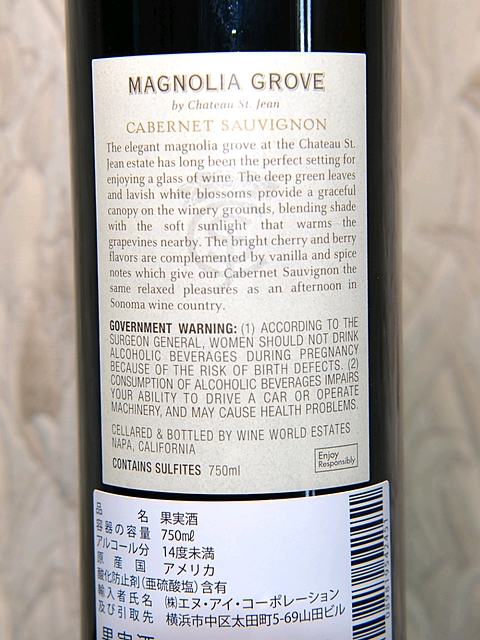 MAGNOLIA GROVE
by Chateau St. Jean
CABERNET SAUVIGNON
The elegant magnolia grove at the Chateau St.
Jean estate has long been the perfect setting for
enjoying a glass of wine. The deep green leaves
and lavish white blossoms provide a graceful
canopy on the winery grounds, blending shade
with the soft sunlight that warms the
grapevines nearby. The bright cherry and berry
flavors are complemented by vanilla and spice
notes which give our Cabernet Sauvignon the
same relaxed pleasures as an afternoon in
Sonoma wine country.
GOVERNMENT WARNING: (1) ACCORDING TO THE
SURGEON GENERAL, WOMEN SHOULD NOT DRINK
ALCOHOLIC BEVERAGES DURING PREGNANCY
BECAUSE OF THE RISK OF BIRTH DEFECTS. (2)
CONSUMPTION OF ALCOHOLIC BEVERAGES IMPAIRS
YOUR ABILITY TO DRIVE A CAR OR OPERATE
MACHINERY, AND MAY CAUSE HEALTH PROBLEMS.
CELLARED & BOTTLED BY WINE WORLD ESTATES
NAPA, CALIFORNIA
CONTAINS SULFITES 750ml
Enjoy
Responsibly
品名 果実酒
容器の容量 750mℓ
アルコール分 14度未満
原産国 アメリカ
酸化防止剤(亜硫酸塩)含有
輸入者氏名 ㈱エヌ・アイ・コーポレーション
及び引取先 横浜市中区太田町5-69山田ビル
果実酒